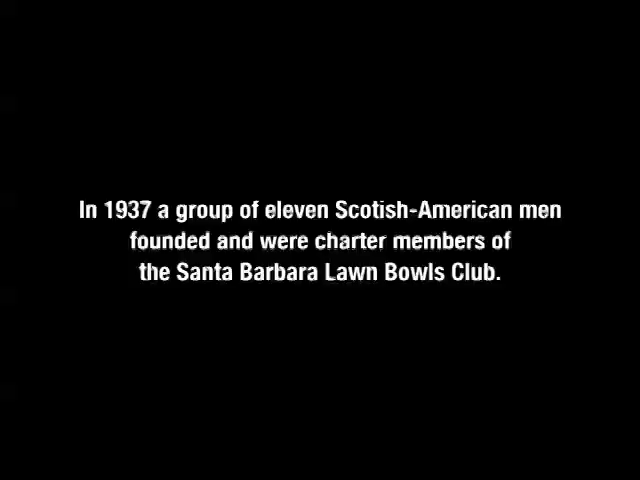 In 1937 a group of eleven Scotish-American men
founded and were charter members of
the Santa Barbara Lawn Bowls Club.